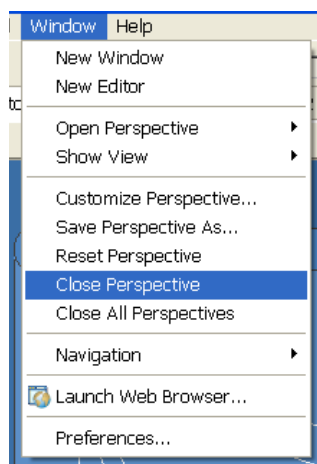 Window Help
New Window
New Editor
Open Perspective
Show View
Customize Perspective...
Save Perspective As...
Reset Perspective
Close Perspective
Close All Perspectives
Navigation
Launch Web Browser...
Preferences...